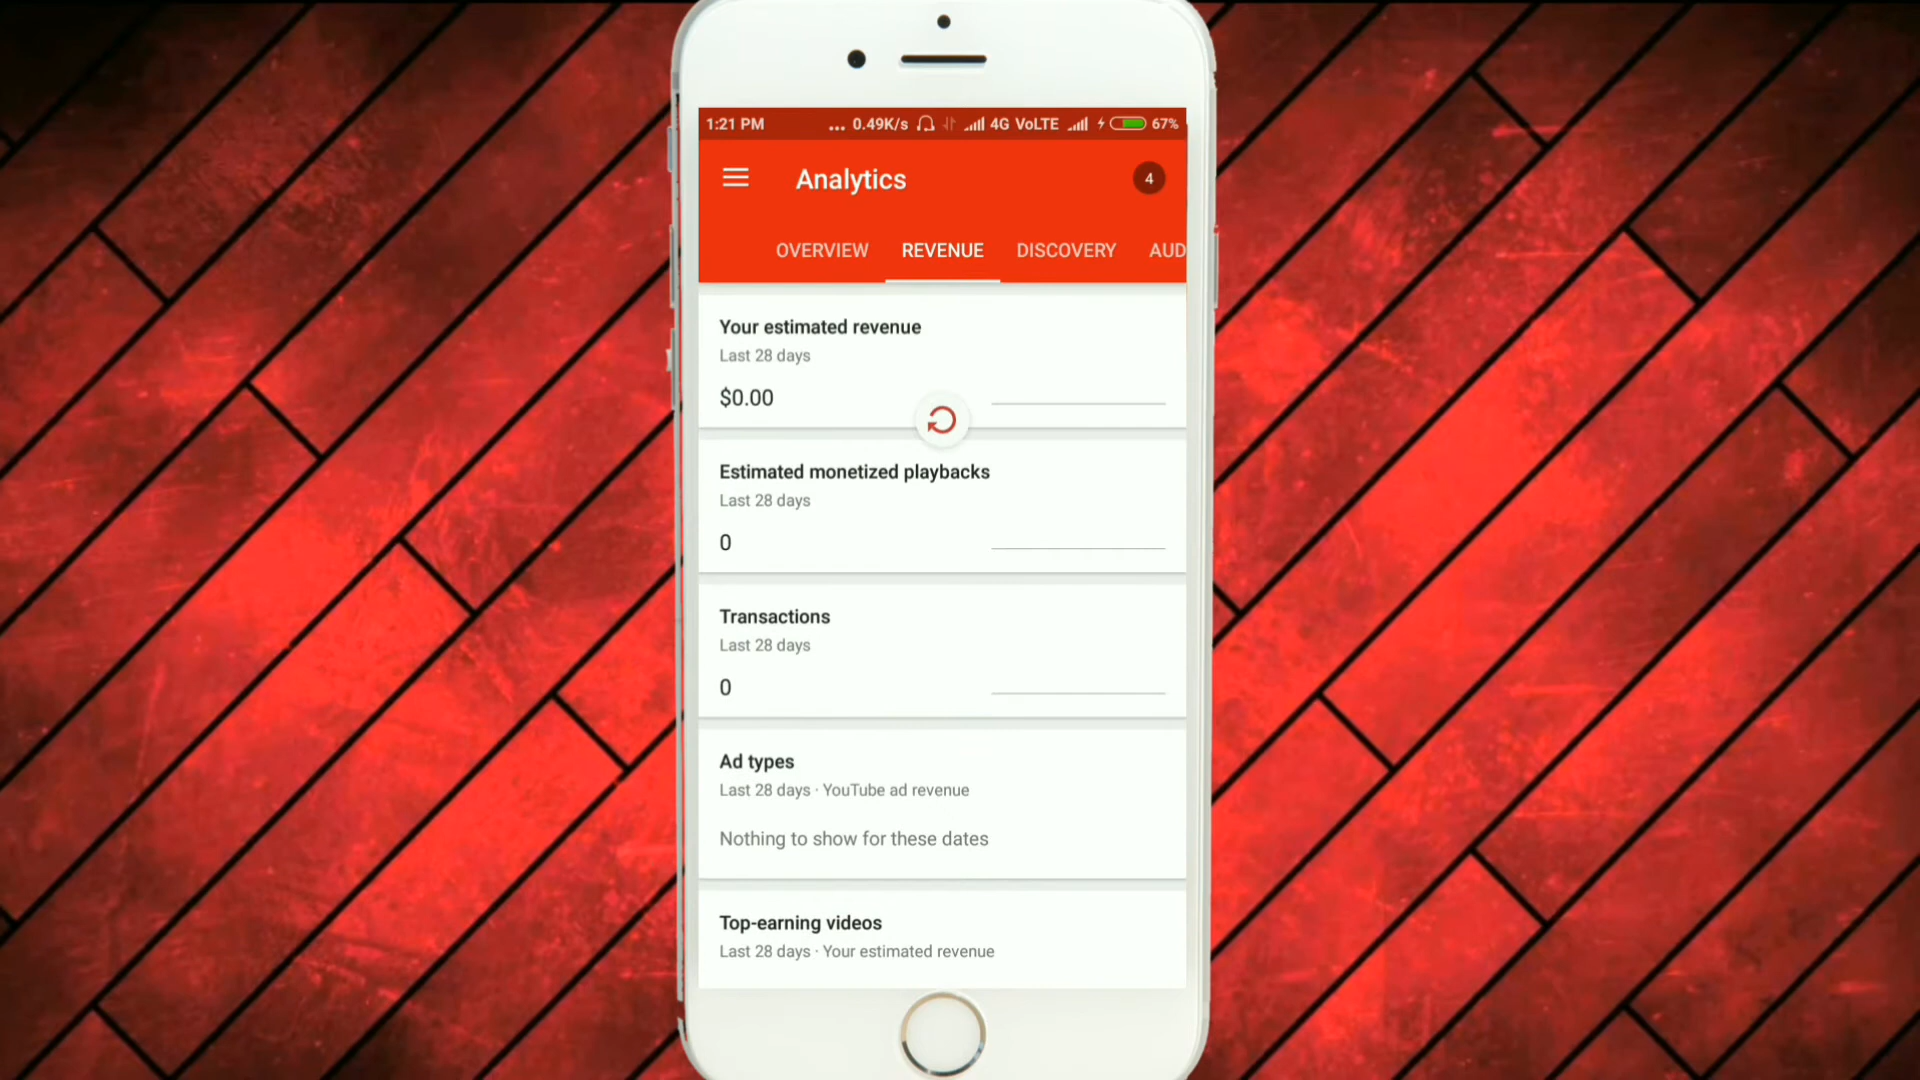 1:21 PM ... 0.49K/s 4G VoLTE 67%
Analytics 4
OVERVIEW REVENUE DISCOVERY AUD
Your estimated revenue
Last 28 days
$0.00
Estimated monetized playbacks
Last 28 days
0
Transactions
Last 28 days
0
Ad types
Last 28 days · YouTube ad revenue
Nothing to show for these dates
Top-earning videos
Last 28 days · Your estimated revenue